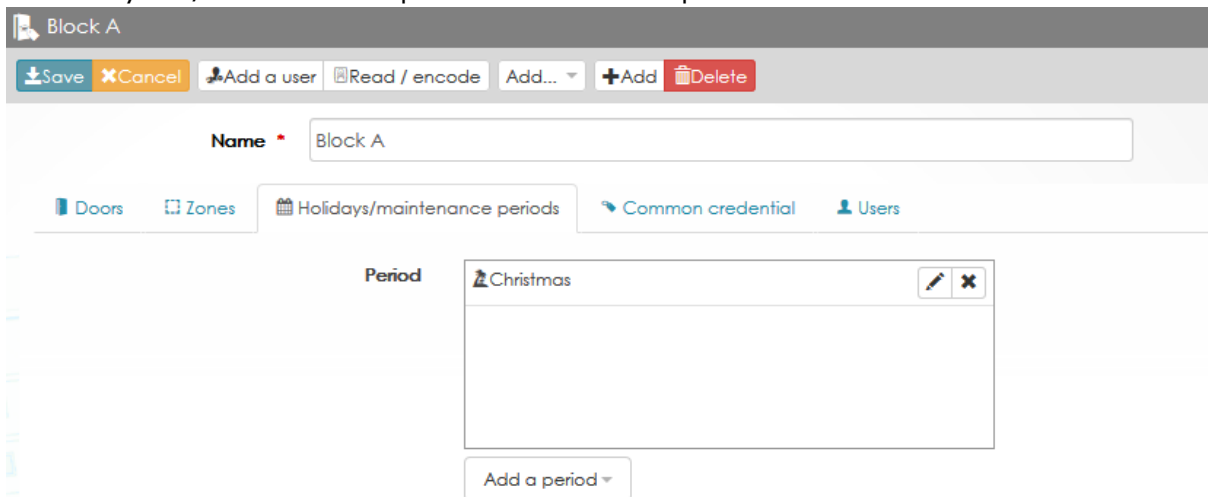 Block A
Save Cancel Add a user Read / encode Add... Add Delete
Name * Block A
Doors Zones Holidays/maintenance periods Common credential Users
Period Christmas
Add a period